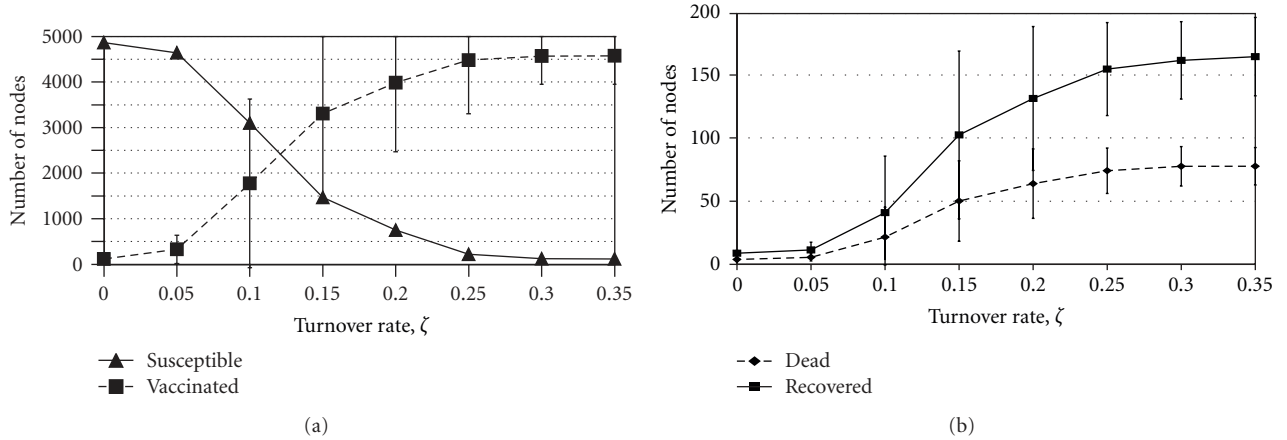 5000
4000
3000
2000
1000
0
Number of nodes
0 0.05 0.1 0.15 0.2 0.25 0.3 0.35
Turnover rate, ζ
Susceptible
Vaccinated
(a)
200
150
100
50
0
Number of nodes
0 0.05 0.1 0.15 0.2 0.25 0.3 0.35
Turnover rate, ζ
Dead
Recovered
(b)